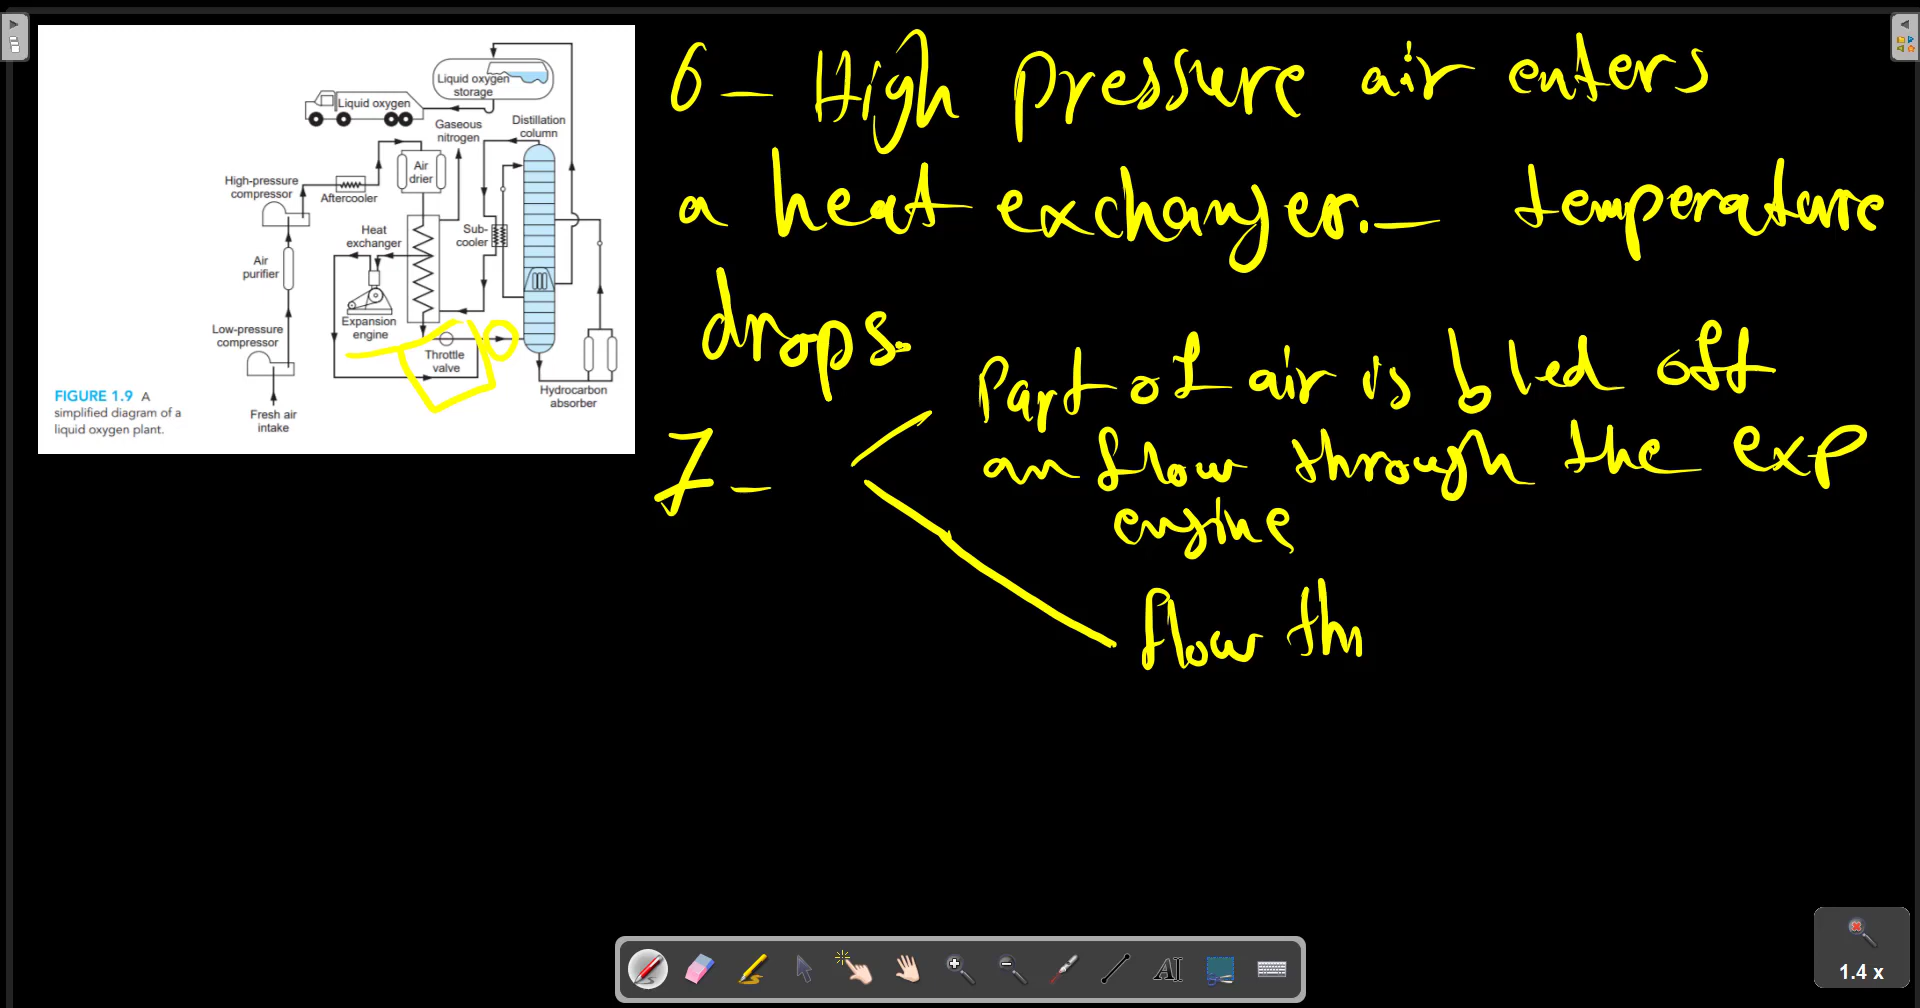 Liquid oxygen
storage
Liquid oxygen
Gaseous
nitrogen
Distillation
column
Air
drier
High-pressure
compressor
Aftercooler
Heat
exchanger
Sub-
cooler
Air
purifier
Expansion
engine
Low-pressure
compressor
Throttle
valve
Hydrocarbon
absorber
Fresh air
intake
FIGURE 1.9 A
simplified diagram of a
liquid oxygen plant.
6 - High pressure air enters
a heat exchanger. - temperature
drops.
7 -
Part of air is bled off
an flow through the exp
engine
flow thr
AI
1.4 x